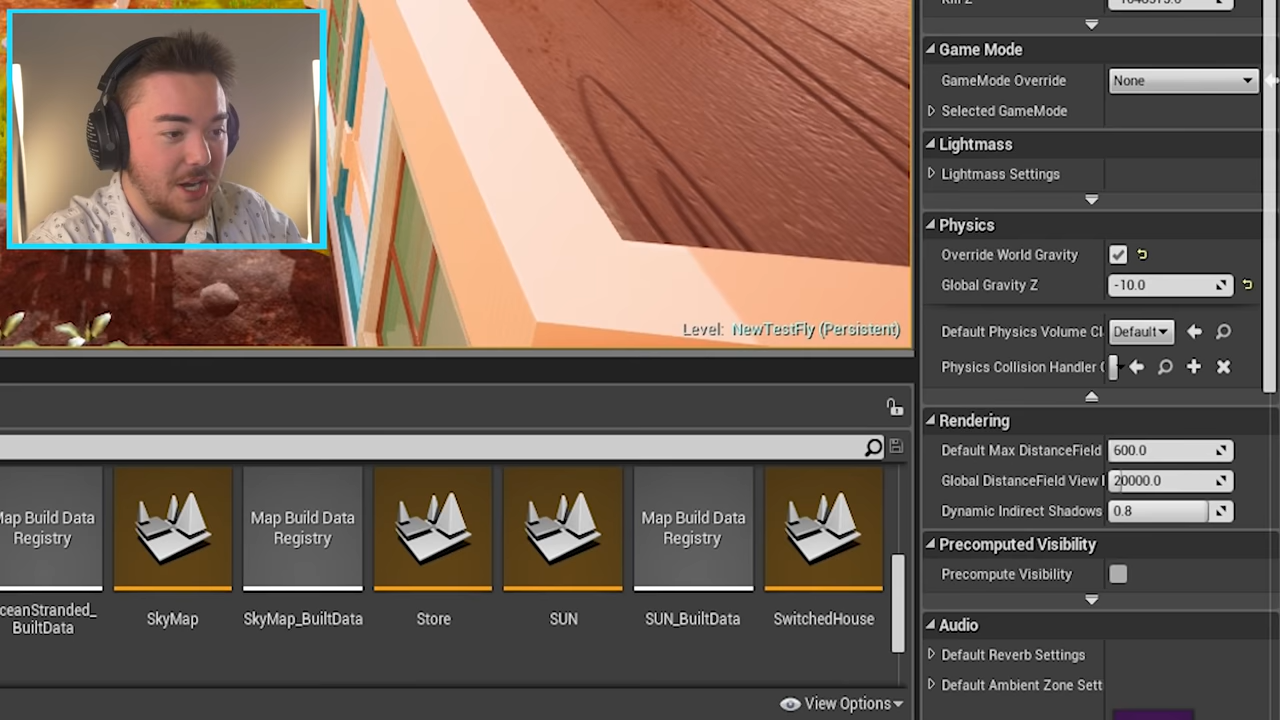 Level: NewTestFly (Persistent)
Map Build Data
Registry
ceanStranded_
BuiltData
SkyMap
Map Build Data
Registry
SkyMap_BuiltData
Store
SUN
Map Build Data
Registry
SUN_BuiltData
SwitchedHouse
View Options
Game Mode
GameMode Override
None
Selected GameMode
Lightmass
Lightmass Settings
Physics
Override World Gravity
Global Gravity Z
-10.0
Default Physics Volume Cl
Default
Physics Collision Handler
Rendering
Default Max DistanceField
600.0
Global DistanceField View
20000.0
Dynamic Indirect Shadows
0.8
Precomputed Visibility
Precompute Visibility
Audio
Default Reverb Settings
Default Ambient Zone Sett